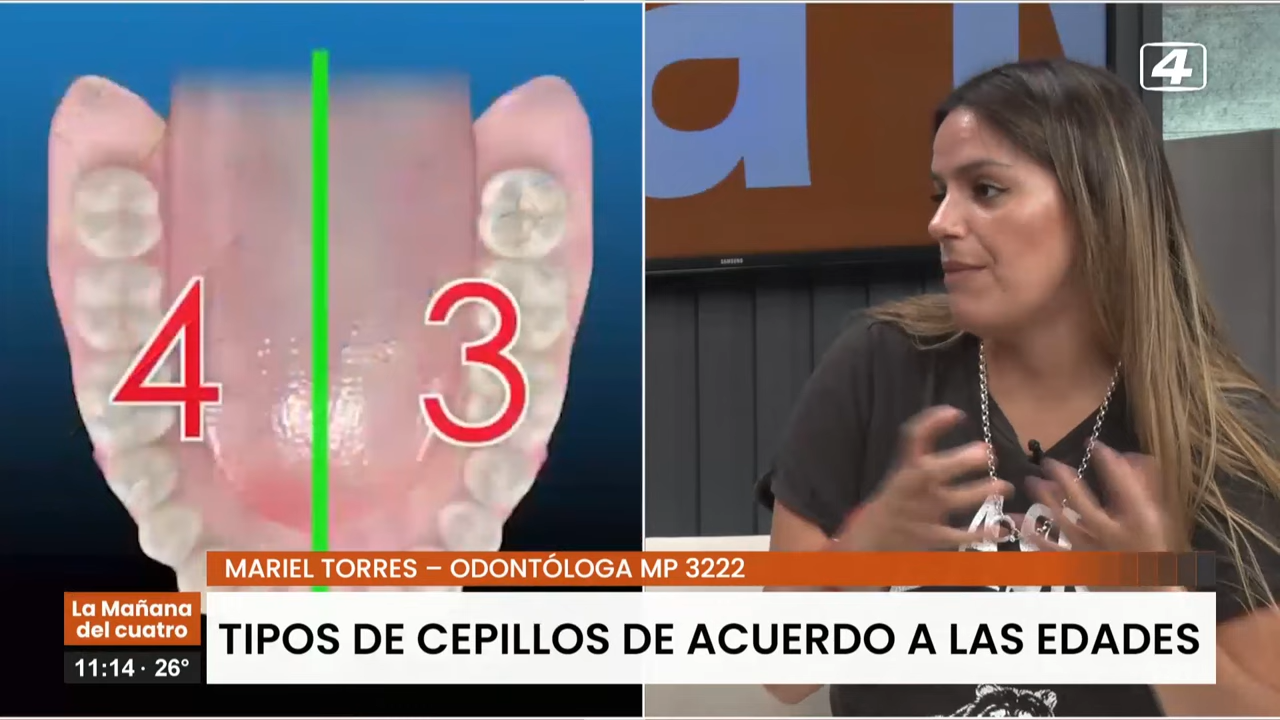 4
4 3
SAMSUNG
MARIEL TORRES – ODONTÓLOGA MP 3222
La Mañana
del cuatro
TIPOS DE CEPILLOS DE ACUERDO A LAS EDADES
11:14 · 26°